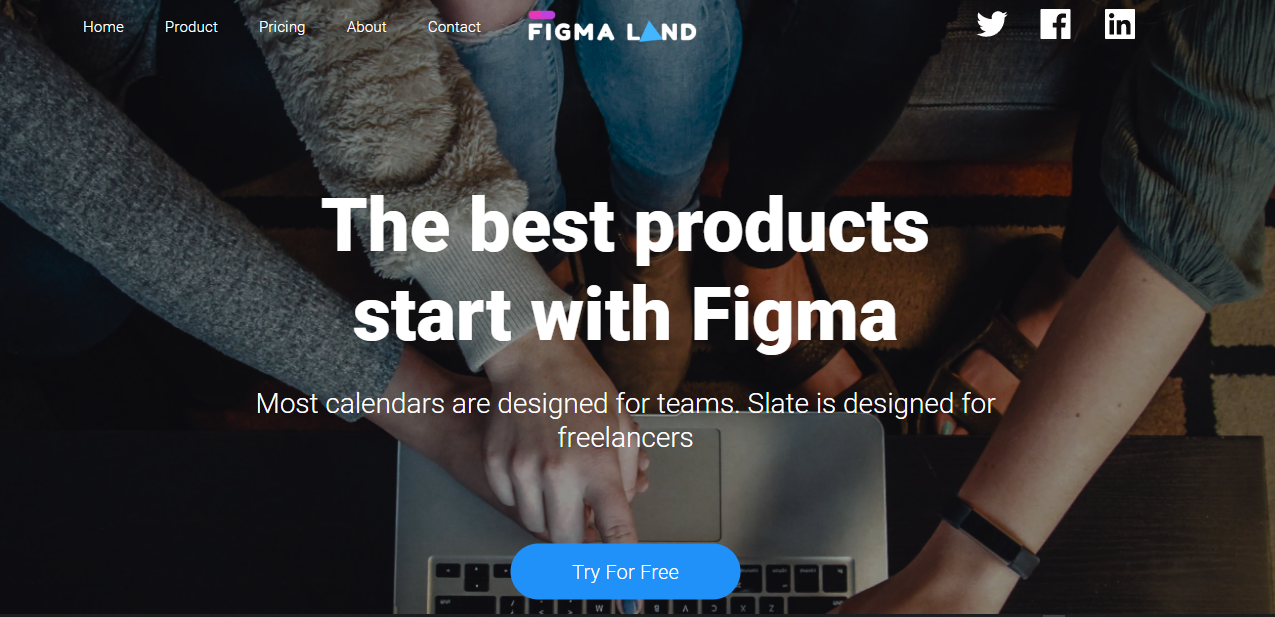 Home Product Pricing About Contact FIGMA LAND
The best products
start with Figma
Most calendars are designed for teams. Slate is designed for
freelancers
Try For Free